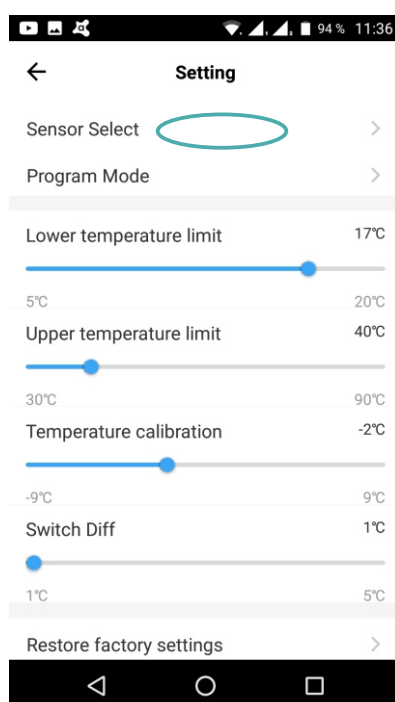 94 % 11:36
Setting
Sensor Select
Program Mode
Lower temperature limit 17℃
5℃ 20℃
Upper temperature limit 40℃
30℃ 90℃
Temperature calibration -2℃
-9℃ 9℃
Switch Diff 1℃
1℃ 5℃
Restore factory settings